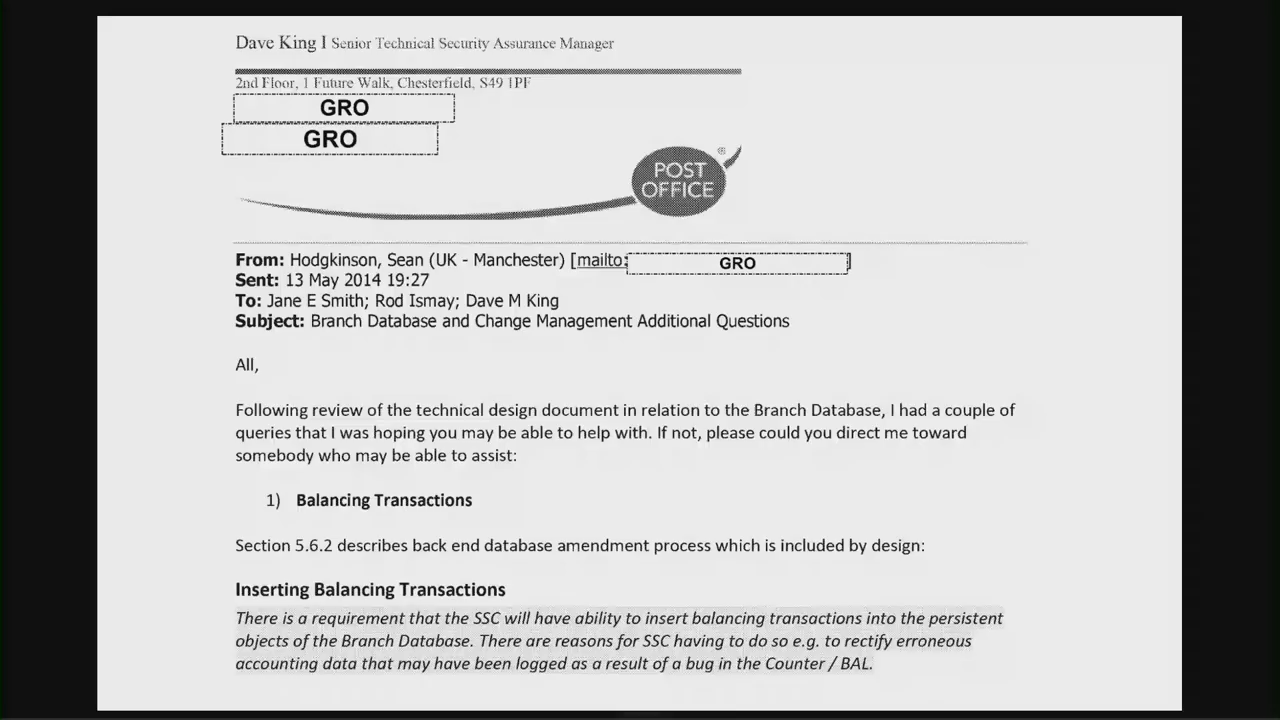 Dave King I Senior Technical Security Assurance Manager
2nd Floor, 1 Future Walk, Chesterfield, S49 1PF
GRO
GRO
POST
OFFICE
®
From: Hodgkinson, Sean (UK - Manchester) [mailto: GRO ]
Sent: 13 May 2014 19:27
To: Jane E Smith; Rod Ismay; Dave M King
Subject: Branch Database and Change Management Additional Questions
All,
Following review of the technical design document in relation to the Branch Database, I had a couple of
queries that I was hoping you may be able to help with. If not, please could you direct me toward
somebody who may be able to assist:
1) Balancing Transactions
Section 5.6.2 describes back end database amendment process which is included by design:
Inserting Balancing Transactions
There is a requirement that the SSC will have ability to insert balancing transactions into the persistent
objects of the Branch Database. There are reasons for SSC having to do so e.g. to rectify erroneous
accounting data that may have been logged as a result of a bug in the Counter / BAL.